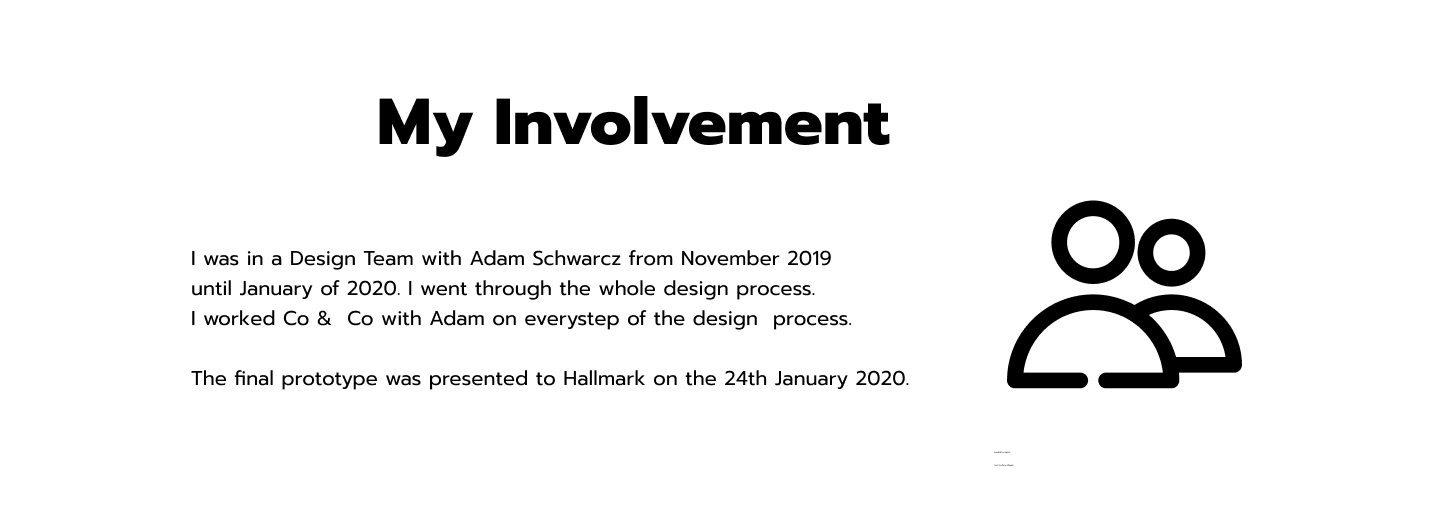 My Involvement
I was in a Design Team with Adam Schwarcz from November 2019
until January of 2020. I went through the whole design process.
I worked Co &  Co with Adam on everystep of the design  process.
The final prototype was presented to Hallmark on the 24th January 2020.